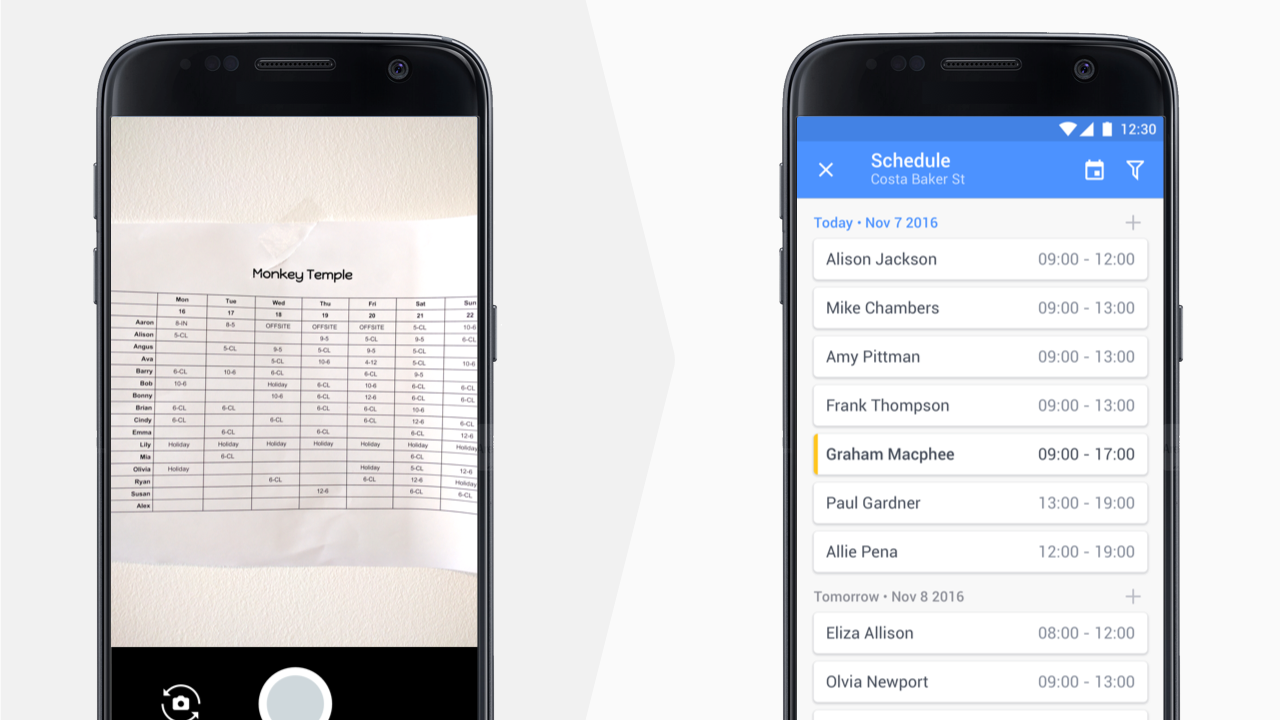 Monkey Temple
Mon Tue Wed Thu Fri Sat Sun
16 17 18 19 20 21 22
Aaron 8-IN 8-5 OFFSITE OFFSITE OFFSITE 5-CL 10-6
Alison 5-CL 9-5 5-CL 9-5 6-CL
Angus 5-CL 9-5 5-CL 9-5 5-CL
Ava 5-CL 10-6 4-12 5-CL 10-6
Barry 6-CL 10-6 6-CL 6-CL 9-5
Bob 10-6 Holiday 6-CL 10-6 6-CL 6-CL
Bonny 10-6 6-CL 12-6 6-CL 6-CL
Brian 6-CL 6-CL 6-CL 6-CL 10-6
Cindy 6-CL 6-CL 12-6 6-CL
Emma 6-CL 6-CL 6-CL 12-6
Lily Holiday Holiday Holiday Holiday Holiday Holiday Holiday
Mia 6-CL 6-CL
Olivia Holiday Holiday 5-CL 12-6
Ryan 6-CL 6-CL 12-6 Holiday
Susan 12-6 6-CL 6-CL
Alex
12:30
Schedule
Costa Baker St
Today • Nov 7 2016
Alison Jackson 09:00 - 12:00
Mike Chambers 09:00 - 13:00
Amy Pittman 09:00 - 13:00
Frank Thompson 09:00 - 13:00
Graham Macphee 09:00 - 17:00
Paul Gardner 13:00 - 19:00
Allie Pena 12:00 - 19:00
Tomorrow • Nov 8 2016
Eliza Allison 08:00 - 12:00
Olvia Newport 09:00 - 13:00